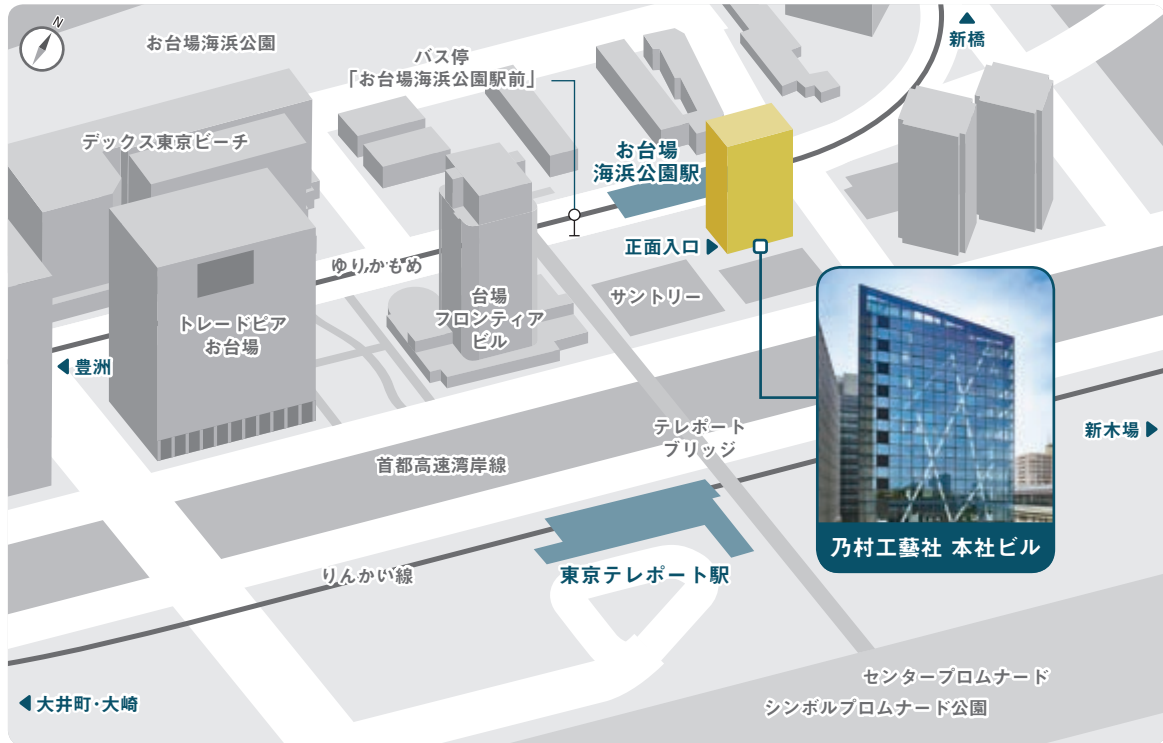 N
お台場海浜公園
バス停
「お台場海浜公園駅前」
新橋
デックス東京ビーチ
お台場
海浜公園駅
正面入口
ゆりかもめ
サントリー
台場
フロンティア
ビル
トレードピア
お台場
豊洲
テレポート
ブリッジ
新木場
首都高速湾岸線
乃村工藝社 本社ビル
りんかい線
東京テレポート駅
センタープロムナード
大井町・大崎
シンボルプロムナード公園